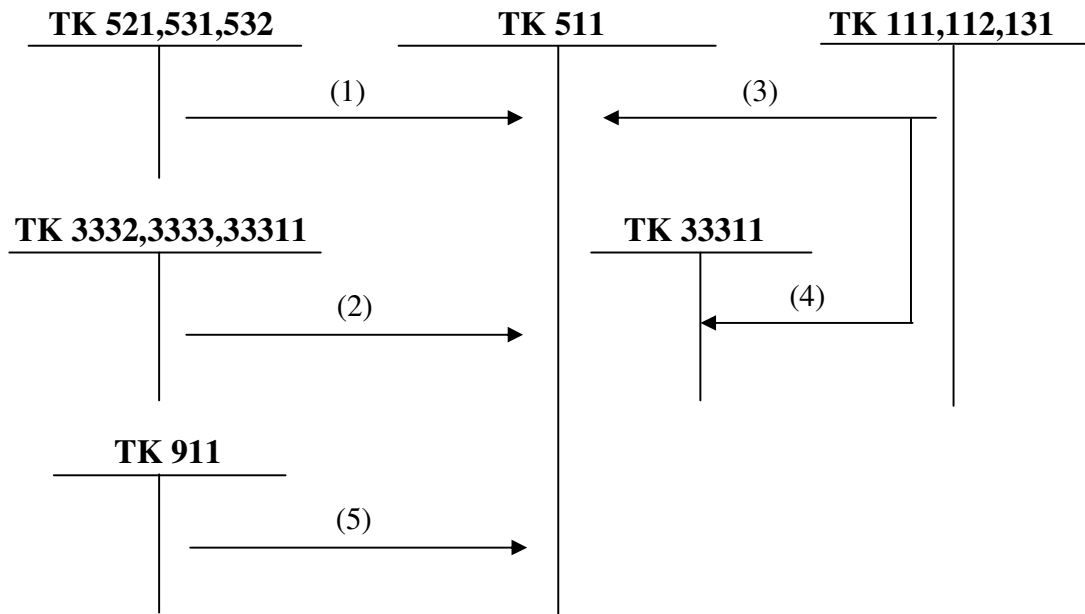 TK 521,531,532 TK 511 TK 111,112,131
(1) (3)
TK 3332,3333,33311 TK 33311
(2) (4)
TK 911
(5)